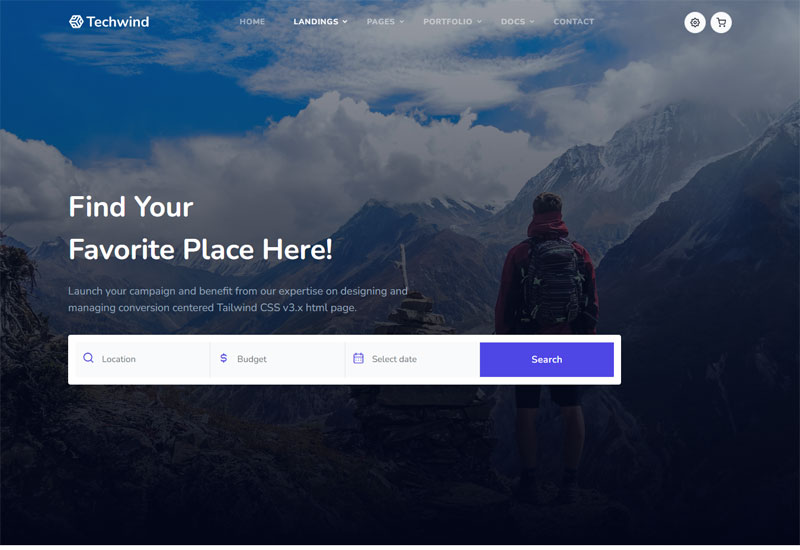 Techwind
HOME LANDINGS PAGES PORTFOLIO DOCS CONTACT
Find Your
Favorite Place Here!
Launch your campaign and benefit from our expertise on designing and
managing conversion centered Tailwind CSS v3.x html page.
Location $ Budget Select date Search